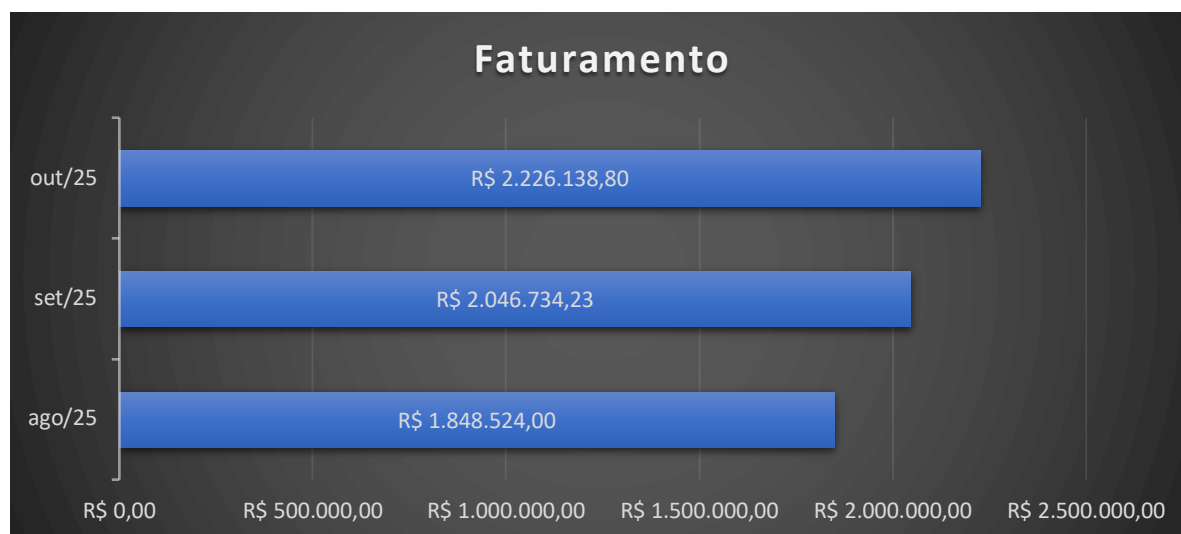 Faturamento
out/25
R$ 2.226.138,80
set/25
R$ 2.046.734,23
ago/25
R$ 1.848.524,00
R$ 0,00
R$ 500.000,00
R$ 1.000.000,00
R$ 1.500.000,00
R$ 2.000.000,00
R$ 2.500.000,00